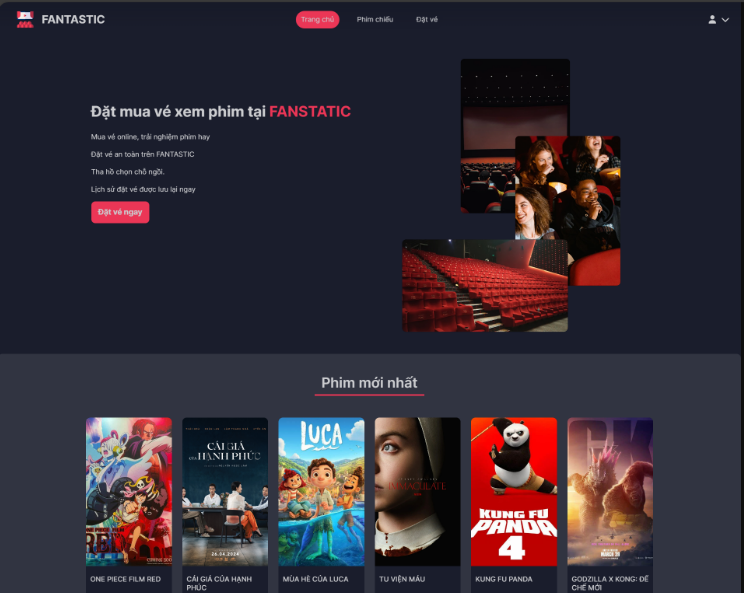 FANTASTIC
Trang chủ
Phim chiếu
Đặt vé
Đặt mua vé xem phim tại FANSTATIC
Mua vé online, trải nghiệm phim hay
Đặt vé an toàn trên FANTASTIC
Tha hồ chọn chỗ ngồi.
Lịch sử đặt vé được lưu lại ngay
Đặt vé ngay
Phim mới nhất
RED
CÁI GIÁ
CỦA HẠNH PHÚC
26.04.2024
LUCA
IMMACULATE
KUNG FU
PANDA
4
GK
ONE PIECE FILM RED
CÁI GIÁ CỦA HẠNH
PHÚC
MÙA HÈ CỦA LUCA
TU VIỆN MÁU
KUNG FU PANDA
GODZILLA X KONG: ĐẾ
CHẾ MỚI